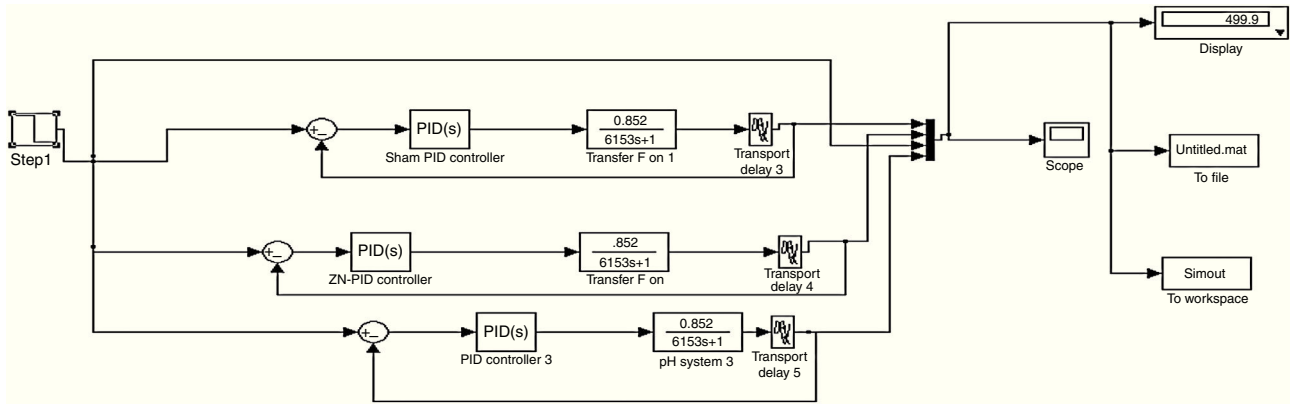 499.9
Display
Step1
+
−
PID(s)
Sham PID controller
0.852
6153s+1
Transfer F on 1
Transport
delay 3
Scope
Untitled.mat
To file
+
−
PID(s)
ZN-PID controller
.852
6153s+1
Transfer F on
Transport
delay 4
Simout
To workspace
+
−
PID(s)
PID controller 3
0.852
6153s+1
pH system 3
Transport
delay 5